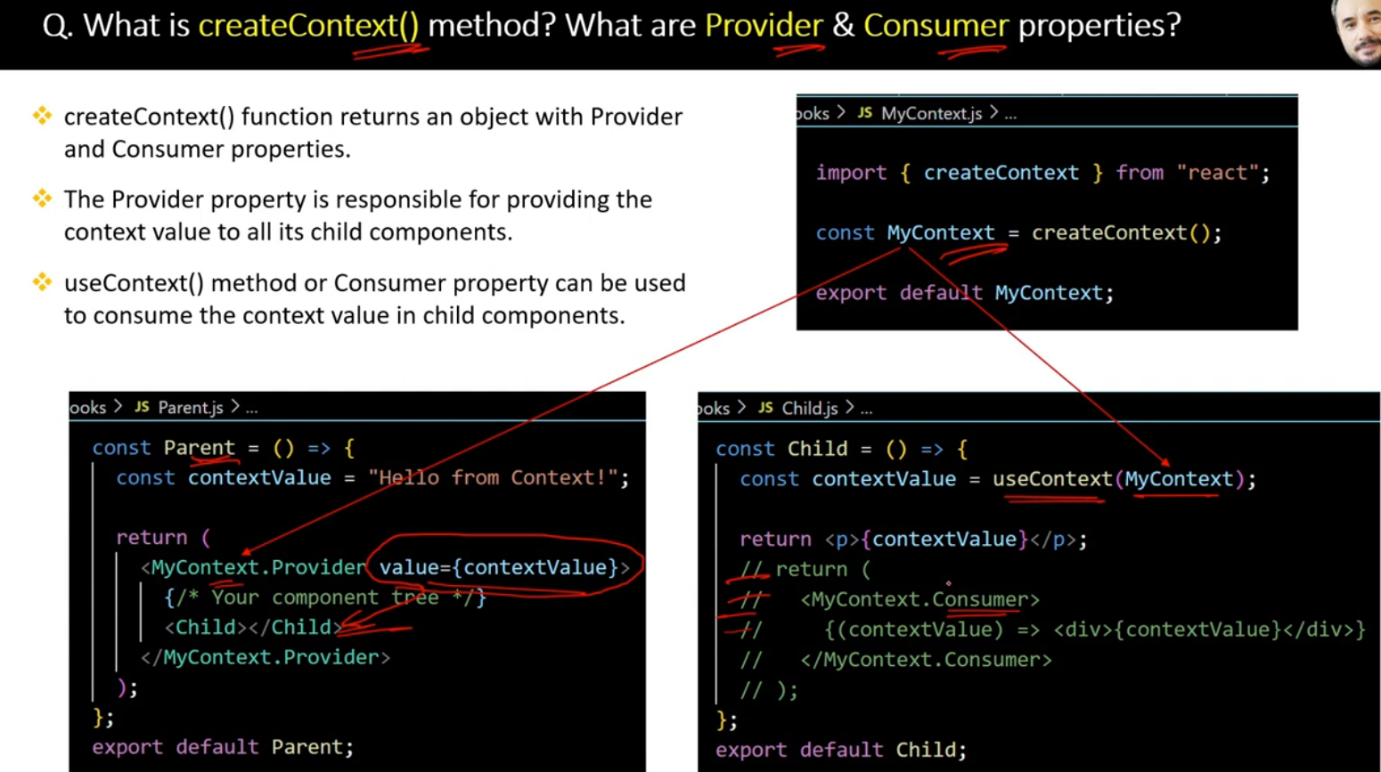 Q. What is createContext() method? What are Provider & Consumer properties?
createContext() function returns an object with Provider
and Consumer properties.
The Provider property is responsible for providing the
context value to all its child components.
useContext() method or Consumer property can be used
to consume the context value in child components.
ooks > JS MyContext.js > ...
import { createContext } from "react";
const MyContext = createContext();
export default MyContext;
ooks > JS Parent.js > ...
const Parent = () => {
const contextValue = "Hello from Context!";
return (
<MyContext.Provider value={contextValue}>
{/* Your component tree */}
<Child></Child>
</MyContext.Provider>
);
};
export default Parent;
ooks > JS Child.js > ...
const Child = () => {
const contextValue = useContext(MyContext);
return <p>{contextValue}</p>;
// return (
// <MyContext.Consumer>
// {(contextValue) => <div>{contextValue}</div>}
// </MyContext.Consumer>
// );
};
export default Child;